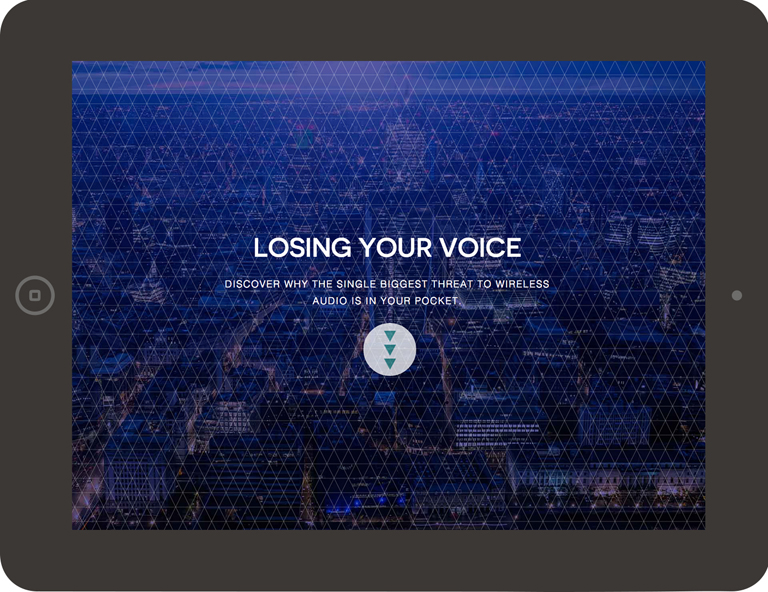 LOSING YOUR VOICE
DISCOVER WHY THE SINGLE BIGGEST THREAT TO WIRELESS
AUDIO IS IN YOUR POCKET.